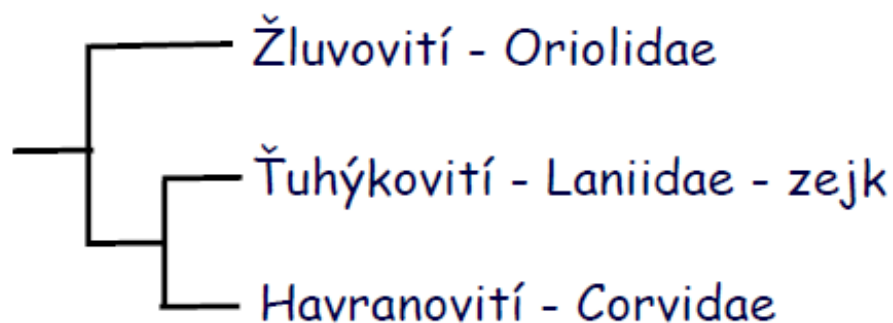 Žluvovití - Oriolidae
Ťuhýkovití - Laniidae - zejk
Havranovití - Corvidae